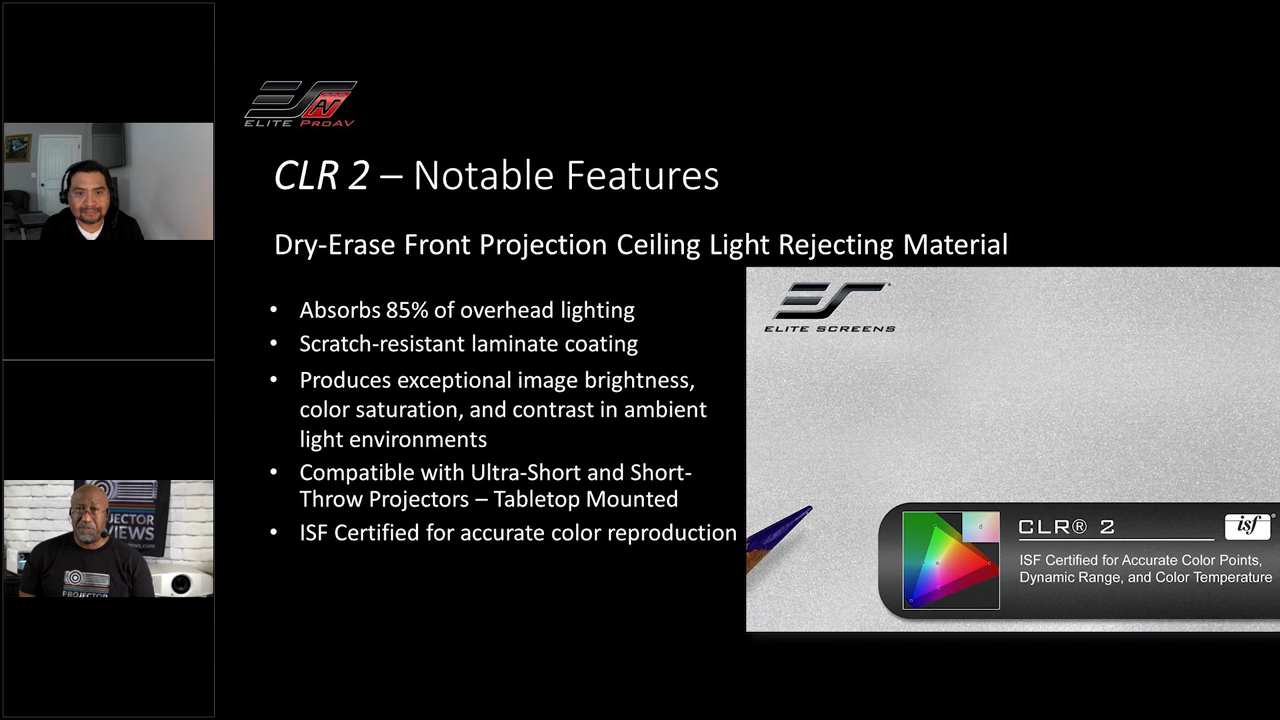 ELITE PROAV
CLR 2 – Notable Features
Dry-Erase Front Projection Ceiling Light Rejecting Material
• Absorbs 85% of overhead lighting
• Scratch-resistant laminate coating
• Produces exceptional image brightness,
color saturation, and contrast in ambient
light environments
• Compatible with Ultra-Short and Short-
Throw Projectors – Tabletop Mounted
• ISF Certified for accurate color reproduction
ELITE SCREENS
CLR® 2
isf
ISF Certified for Accurate Color Points,
Dynamic Range, and Color Temperature